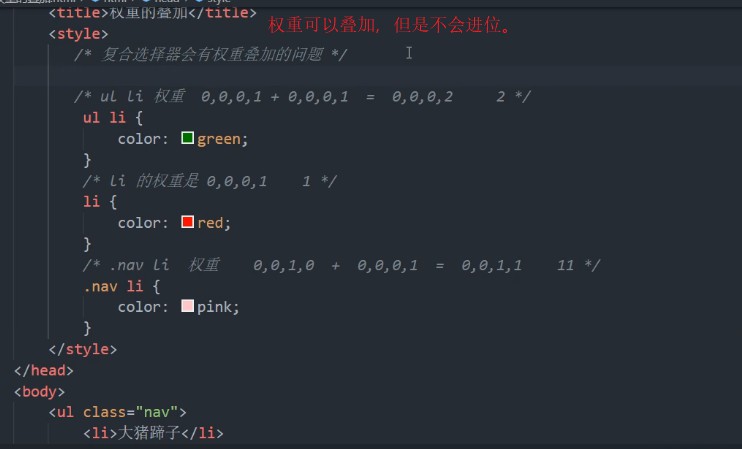 <title>权重的叠加</title>
权重可以叠加，但是不会进位。
<style>
/* 复合选择器会有权重叠加的问题 */
/* ul li 权重  0,0,0,1 + 0,0,0,1  =  0,0,0,2     2 */
ul li {
color: green;
}
/* li 的权重是 0,0,0,1    1 */
li {
color: red;
}
/* .nav li  权重    0,0,1,0  +  0,0,0,1  =  0,0,1,1    11 */
.nav li {
color: pink;
}
</style>
</head>
<body>
<ul class="nav">
<li>大猪蹄子</li>